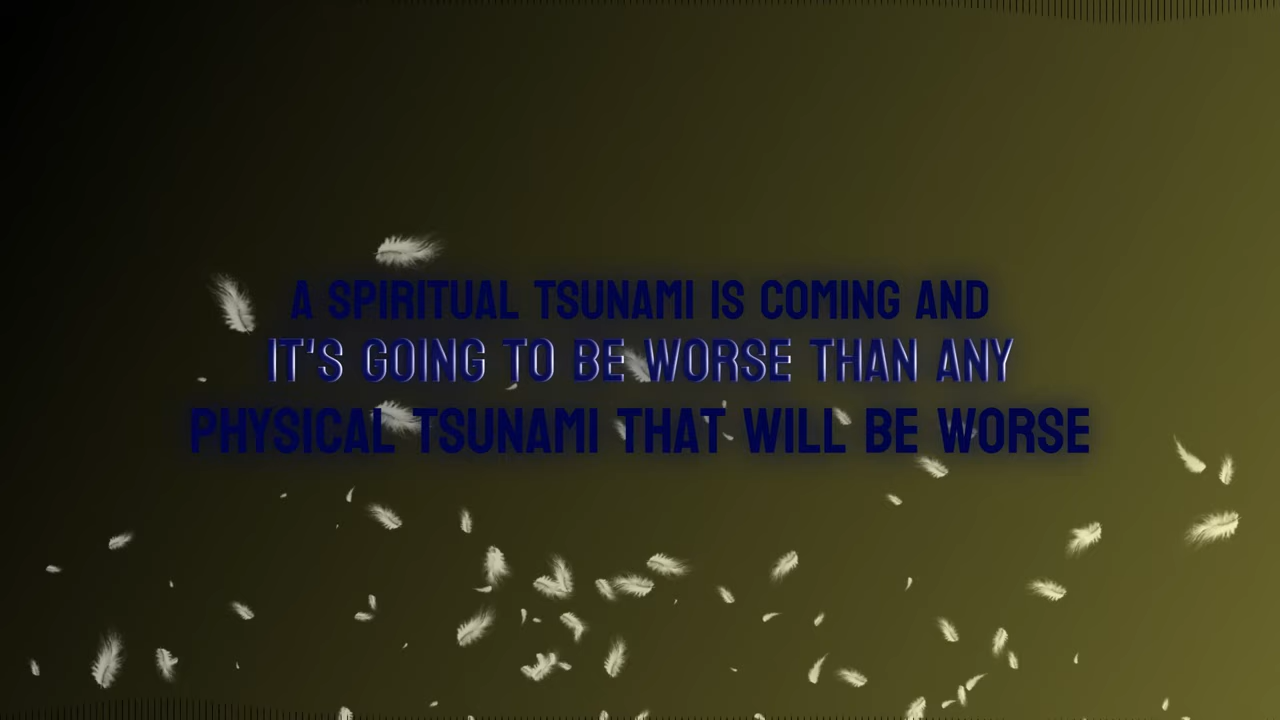 A SPIRITUAL TSUNAMI IS COMING AND
IT'S GOING TO BE WORSE THAN ANY
PHYSICAL TSUNAMI THAT WILL BE WORSE